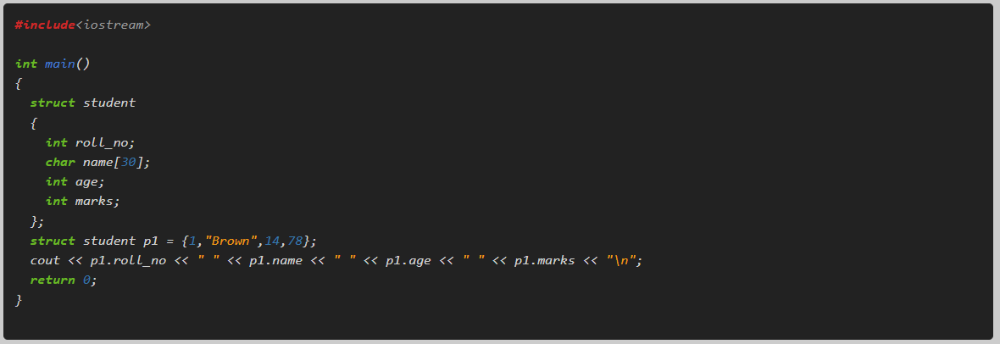 #include<iostream>
int main()
{
struct student
{
int roll_no;
char name[30];
int age;
int marks;
};
struct student p1 = {1,"Brown",14,78};
cout << p1.roll_no << " " << p1.name << " " << p1.age << " " << p1.marks << "\n";
return 0;
}